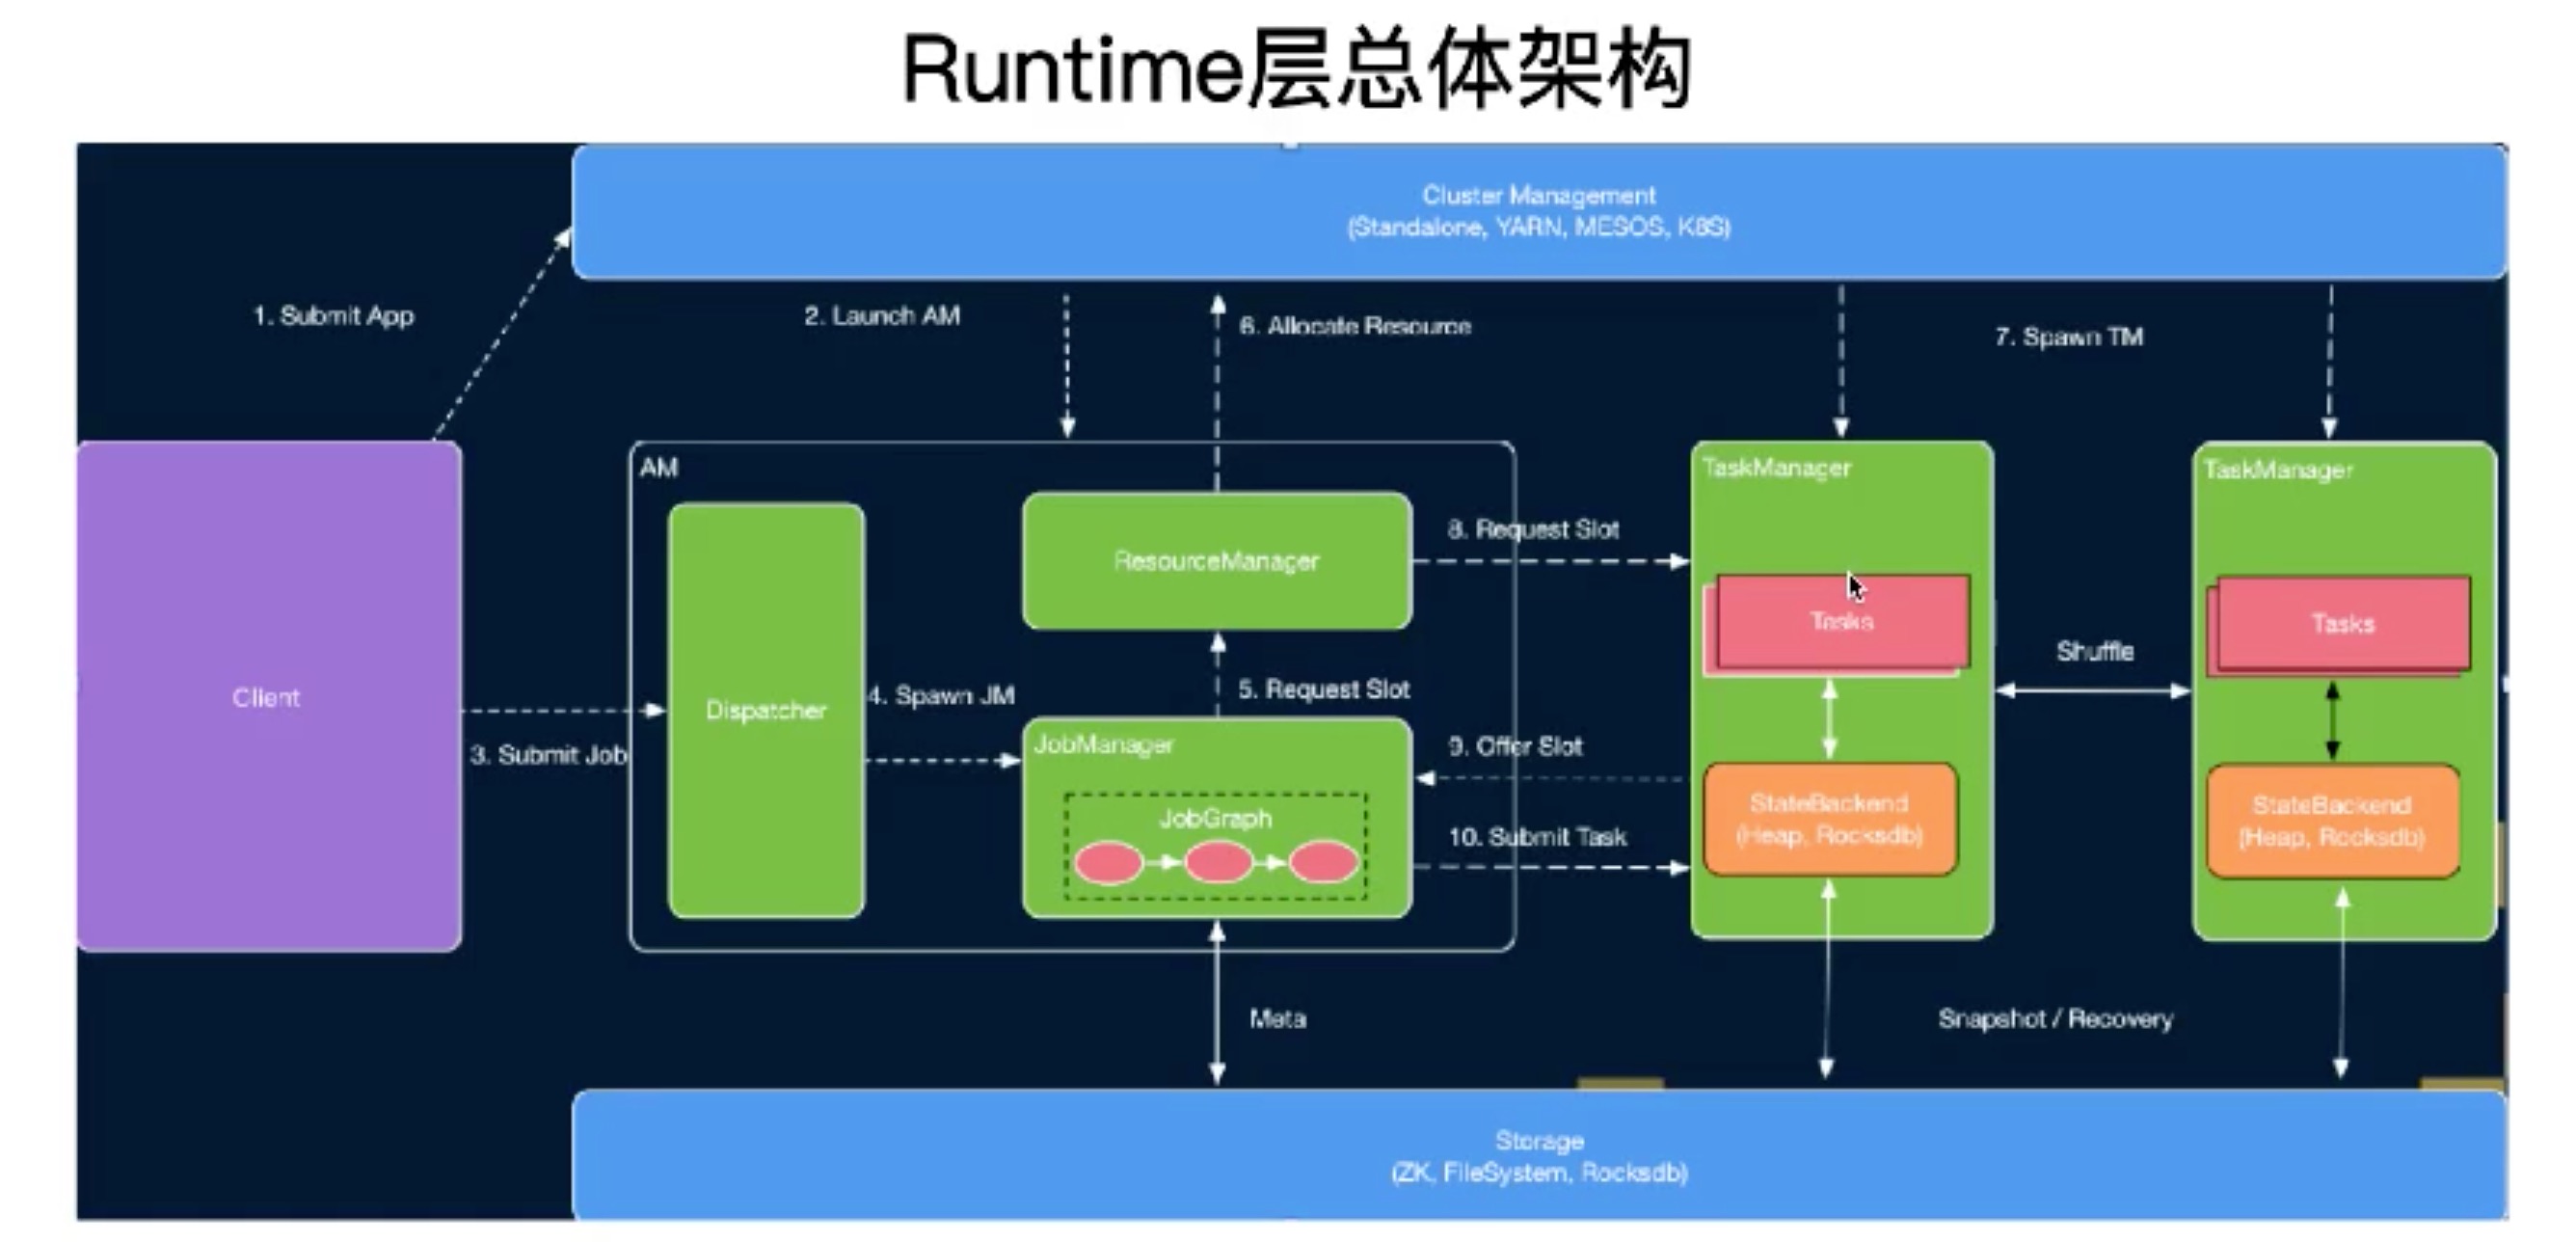 Runtime层总体架构
Cluster Management
(Standalone, YARN, MESOS, K8S)
1. Submit App
2. Launch AM
6. Allocate Resource
7. Spawn TM
AM
TaskManager
TaskManager
8. Request Slot
ResourceManager
Tasks
Tasks
Shuffle
Client
Dispatcher
4. Spawn JM
5. Request Slot
3. Submit Job
JobManager
9. Offer Slot
JobGraph
StateBackend
(Heap, Rocksdb)
StateBackend
(Heap, Rocksdb)
10. Submit Task
Meta
Snapshot / Recovery
Storage
(ZK, FileSystem, Rocksdb)